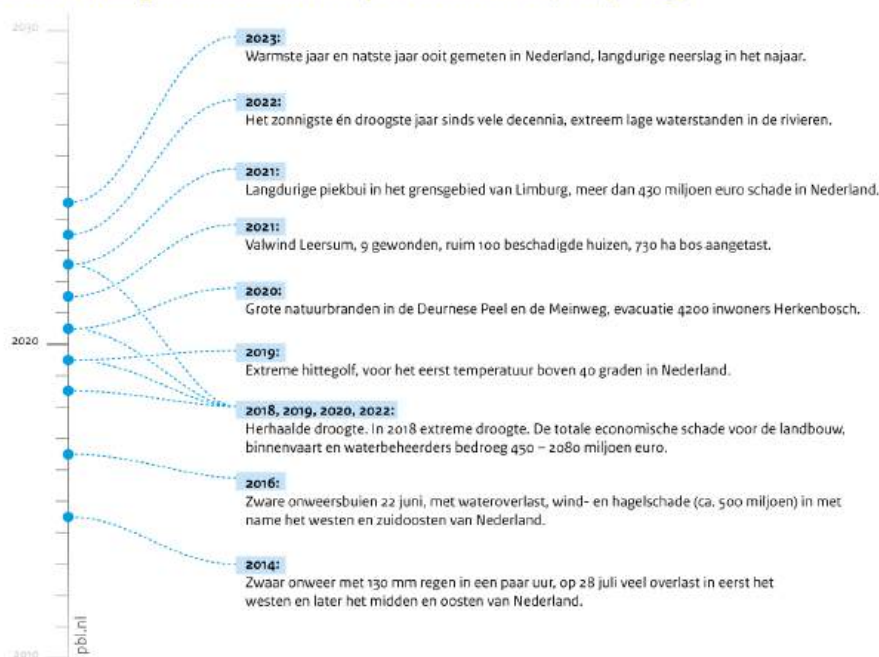 2030
2023:
Warmste jaar en natste jaar ooit gemeten in Nederland, langdurige neerslag in het najaar.
2022:
Het zonnigste én droogste jaar sinds vele decennia, extreem lage waterstanden in de rivieren.
2021:
Langdurige piekbui in het grensgebied van Limburg, meer dan 430 miljoen euro schade in Nederland.
2021:
Valwind Leersum, 9 gewonden, ruim 100 beschadigde huizen, 730 ha bos aangetast.
2020:
Grote natuurbranden in de Deurnese Peel en de Meinweg, evacuatie 4200 inwoners Herkenbosch.
2020
2019:
Extreme hittegolf, voor het eerst temperatuur boven 40 graden in Nederland.
2018, 2019, 2020, 2022:
Herhaalde droogte. In 2018 extreme droogte. De totale economische schade voor de landbouw,
binnenvaart en waterbeheerders bedroeg 450 – 2080 miljoen euro.
2016:
Zware onweersbuien 22 juni, met wateroverlast, wind- en hagelschade (ca. 500 miljoen) in met
name het westen en zuidoosten van Nederland.
2014:
Zwaar onweer met 130 mm regen in een paar uur, op 28 juli veel overlast in eerst het
westen en later het midden en oosten van Nederland.
pbl.nl